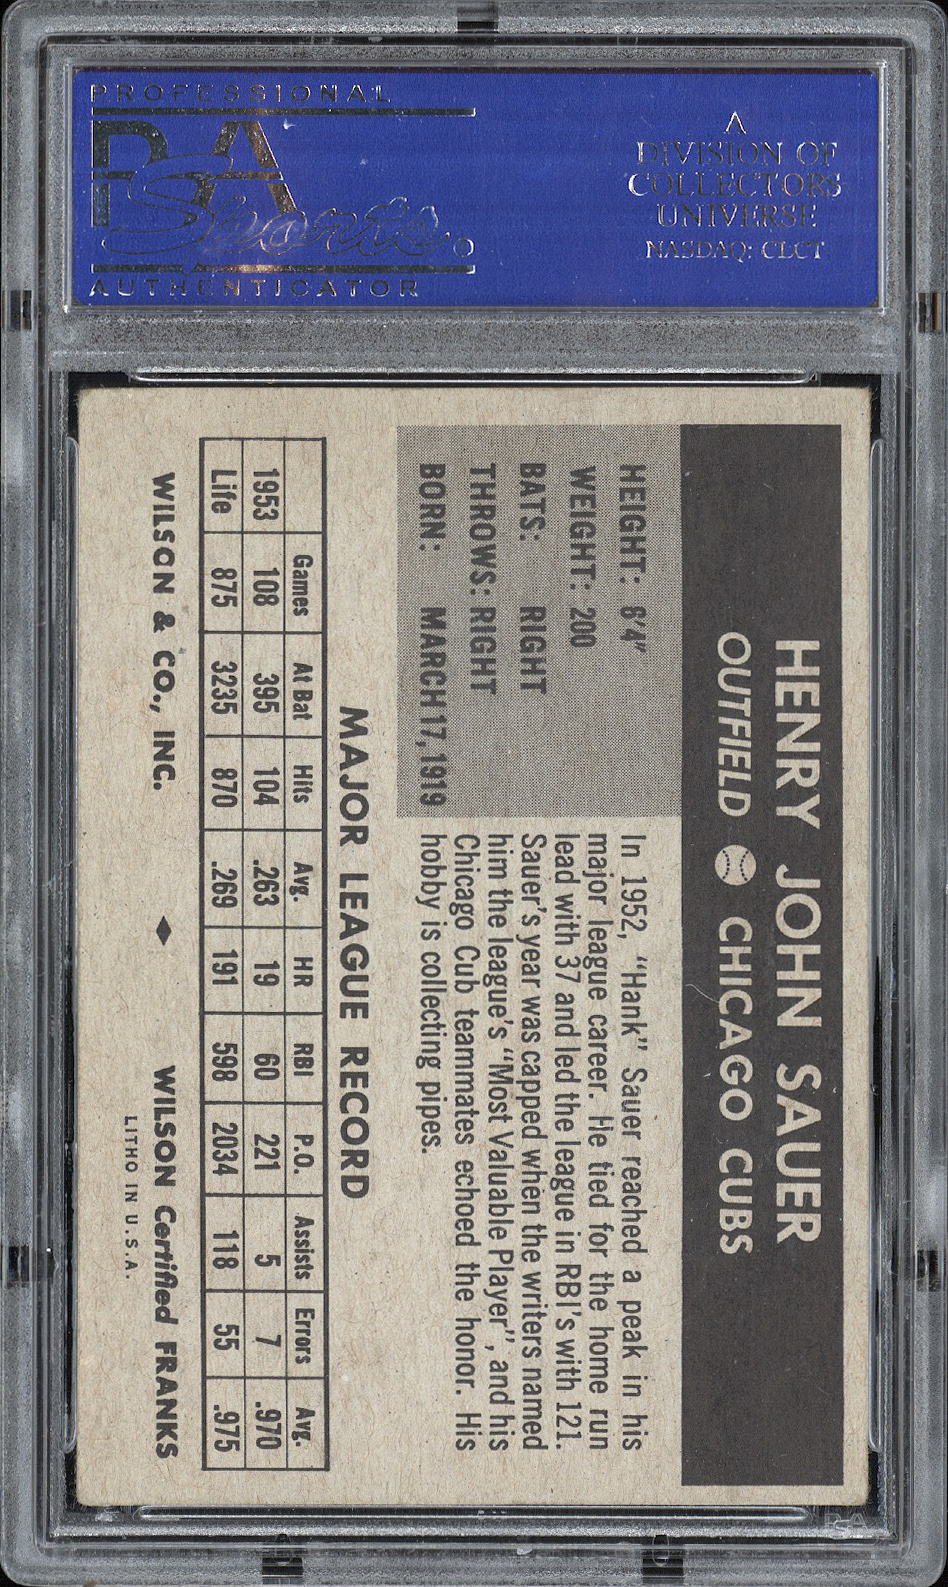 PROFESSIONAL
PSA
Sports
AUTHENTICATOR
A
DIVISION OF
COLLECTORS
UNIVERSE
NASDAQ: CLCT
HENRY JOHN SAUER
OUTFIELD CHICAGO CUBS
HEIGHT: 6'4"
WEIGHT: 200
BATS: RIGHT
THROWS: RIGHT
BORN: MARCH 17, 1919
In 1952, "Hank" Sauer reached a peak in his
major league career. He tied for the home run
lead with 37 and led the league in RBI's with 121.
Sauer's year was capped when the writers named
him the league's "Most Valuable Player", and his
Chicago Cub teammates echoed the honor. His
hobby is collecting pipes.
MAJOR LEAGUE RECORD
Games At Bat Hits Avg. HR RBI P.O. Assists Errors Avg.
1953 108 395 104 .263 19 60 221 5 7 .970
Life 875 3235 870 .269 191 598 2034 118 55 .975
WILSON & CO., INC. ♦ WILSON Certified FRANKS
LITHO IN U.S.A.
PSA